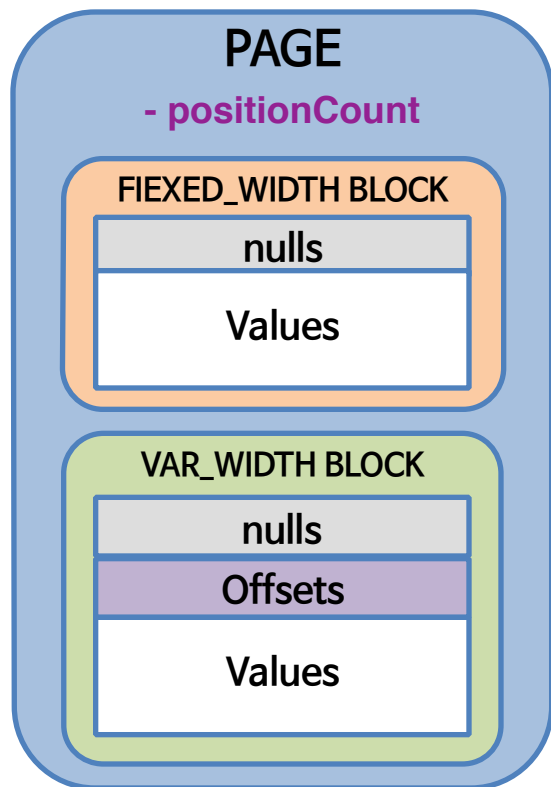 PAGE
- positionCount
FIEXED_WIDTH BLOCK
nulls
Values
VAR_WIDTH BLOCK
nulls
Offsets
Values